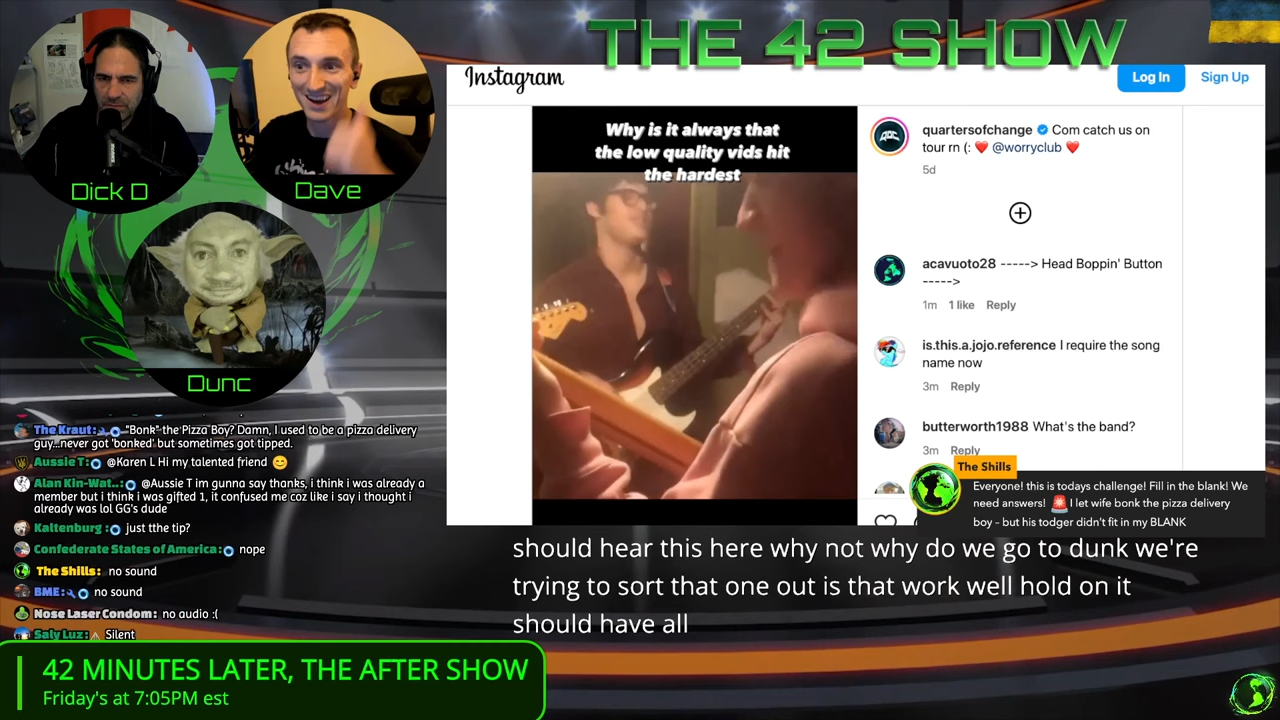 THE 42 SHOW
Dick D
Dave
Dunc
Instagram
Log In
Sign Up
Why is it always that
the low quality vids hit
the hardest
quartersofchange Com catch us on
tour rn (: ❤️ @worryclub ❤️
5d
acavuoto28 -----> Head Boppin' Button
----->
1m 1 like Reply
is.this.a.jojo.reference I require the song
name now
3m Reply
butterworth1988 What's the band?
3m Reply
The Shills
Everyone! this is todays challenge! Fill in the blank! We
need answers! 🚨 I let wife bonk the pizza delivery
boy - but his todger didn't fit in my BLANK
The Kraut: "Bonk" the Pizza Boy? Damn, I used to be a pizza delivery
guy...never got 'bonked' but sometimes got tipped.
Aussie T: @Karen L Hi my talented friend 😊
Alan Kin-Wat..: @Aussie T im gunna say thanks, i think i was already a
member but i think i was gifted 1, it confused me coz like i say i thought i
already was lol GG's dude
Kaltenburg : just tthe tip?
Confederate States of America: nope
The Shills: no sound
BME: no sound
Nose Laser Condom: no audio :(
Saly Luz: Silent
should hear this here why not why do we go to dunk we're
trying to sort that one out is that work well hold on it
should have all
42 MINUTES LATER, THE AFTER SHOW
Friday's at 7:05PM est